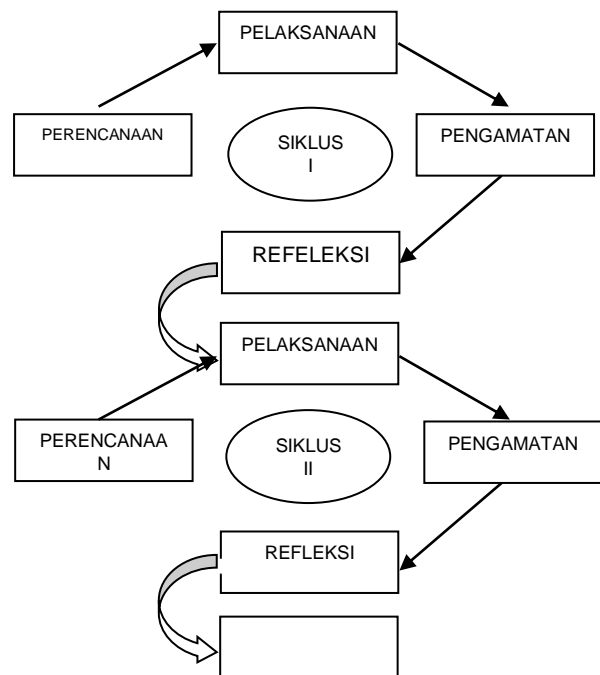 PELAKSANAAN
PERENCANAAN
SIKLUS
I
PENGAMATAN
REFELEKSI
PELAKSANAAN
PERENCANAA
N
SIKLUS
II
PENGAMATAN
REFLEKSI